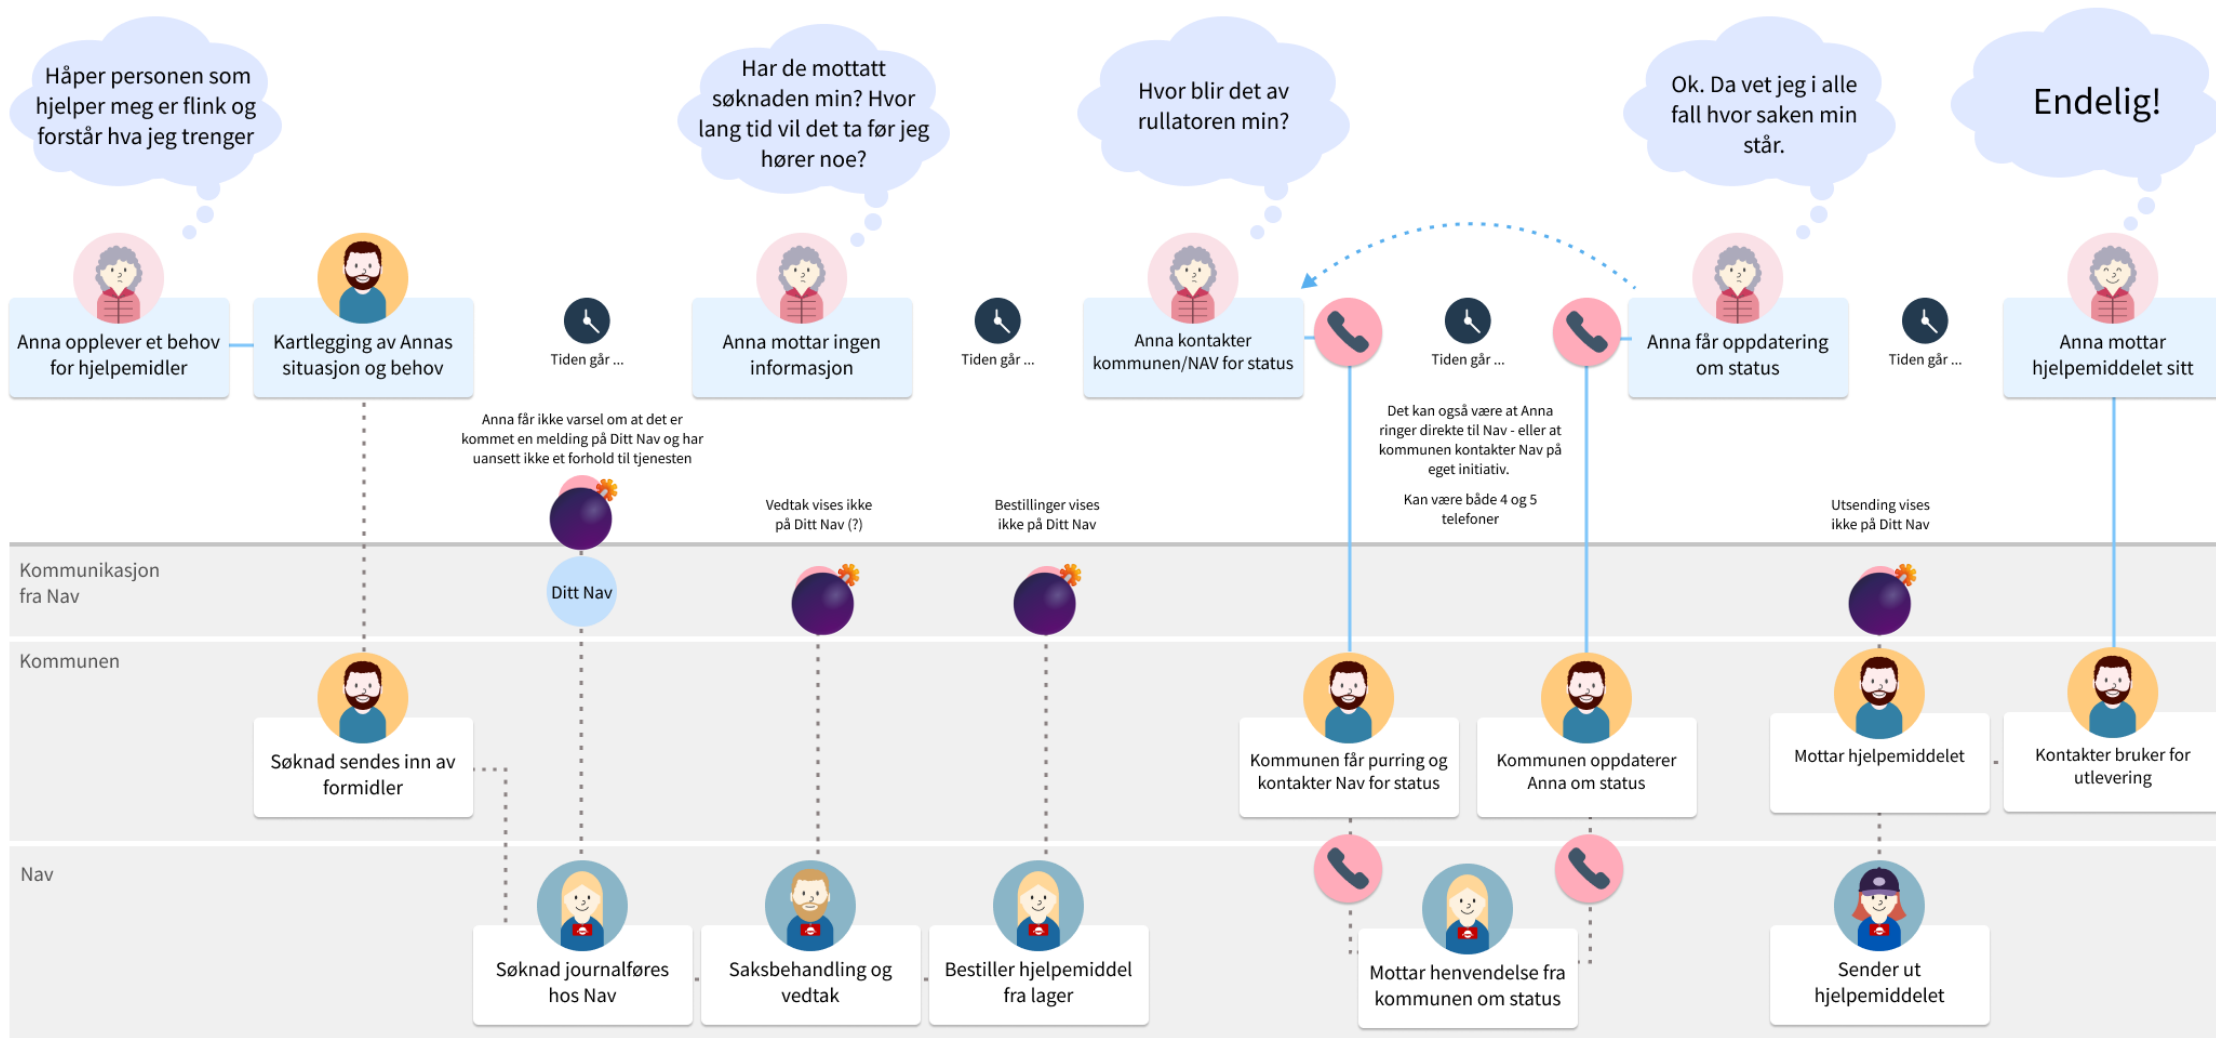 Håper personen som
hjelper meg er flink og
forstår hva jeg trenger
Har de mottatt
søknaden min? Hvor
lang tid vil det ta før jeg
hører noe?
Hvor blir det av
rullatoren min?
Ok. Da vet jeg i alle
fall hvor saken min
står.
Endelig!
Anna opplever et behov
for hjelpemidler
Kartlegging av Annas
situasjon og behov
Tiden går ...
Anna mottar ingen
informasjon
Tiden går ...
Anna kontakter
kommunen/NAV for status
Tiden går ...
Anna får oppdatering
om status
Tiden går ...
Anna mottar
hjelpemiddelet sitt
Anna får ikke varsel om at det er
kommet en melding på Ditt Nav og har
uansett ikke et forhold til tjenesten
Vedtak vises ikke
på Ditt Nav (?)
Bestillinger vises
ikke på Ditt Nav
Det kan også være at Anna
ringer direkte til Nav - eller at
kommunen kontakter Nav på
eget initiativ.
Kan være både 4 og 5
telefoner
Utsending vises
ikke på Ditt Nav
Kommunikasjon
fra Nav
Ditt Nav
Kommunen
Søknad sendes inn av
formidler
Kommunen får purring og
kontakter Nav for status
Kommunen oppdaterer
Anna om status
Mottar hjelpemiddelet
Kontakter bruker for
utlevering
Nav
Søknad journalføres
hos Nav
Saksbehandling og
vedtak
Bestiller hjelpemiddel
fra lager
Mottar henvendelse fra
kommunen om status
Sender ut
hjelpemiddelet